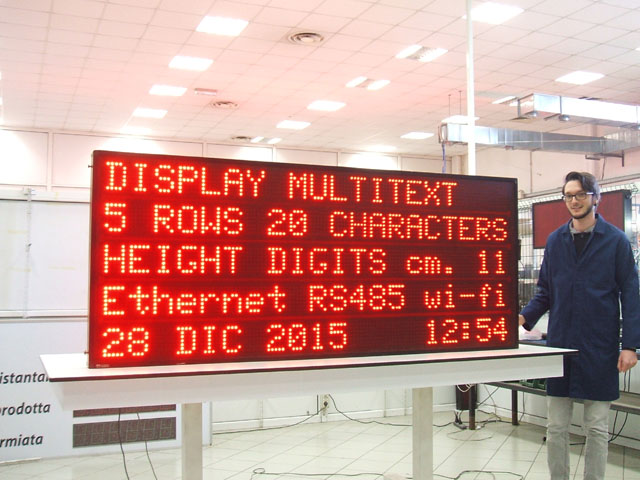 DISPLAY MULTITEXT
5 ROWS 20 CHARACTERS
HEIGHT DIGITS cm. 11
Ethernet RS485 wi-fi
28 DIC 2015 12:54
istantan
prodotta
rmiata